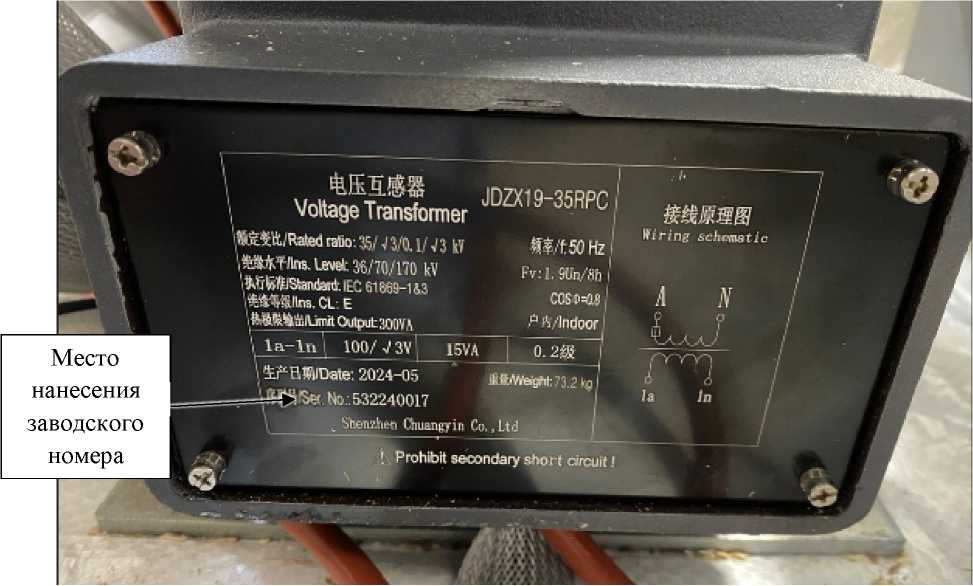 Место
нанесения
заводского
номера
电压互感器
Voltage Transformer
JDZX19-35RPC
额定变比/Rated ratio: 35/√3/0.1/√3 kV
频率/f:50 Hz
绝缘水平/Ins. Level: 36/70/170 kV
Fv:1.9Un/8h
执行标准/Standard: IEC 61869-1&3
COSΦ=0.8
绝缘等级/Ins. CL: E
热极限输出/Limit Output:300VA
户内/Indoor
1a-1n 100/√3V 15VA 0.2级
生产日期/Date: 2024-05
重量/Weight:73.2 kg
/Ser. No.:532240017
Shenzhen Chuangyin Co.,Ltd
接线原理图
Wiring schematic
A N
1a 1n
! Prohibit secondary short circuit !